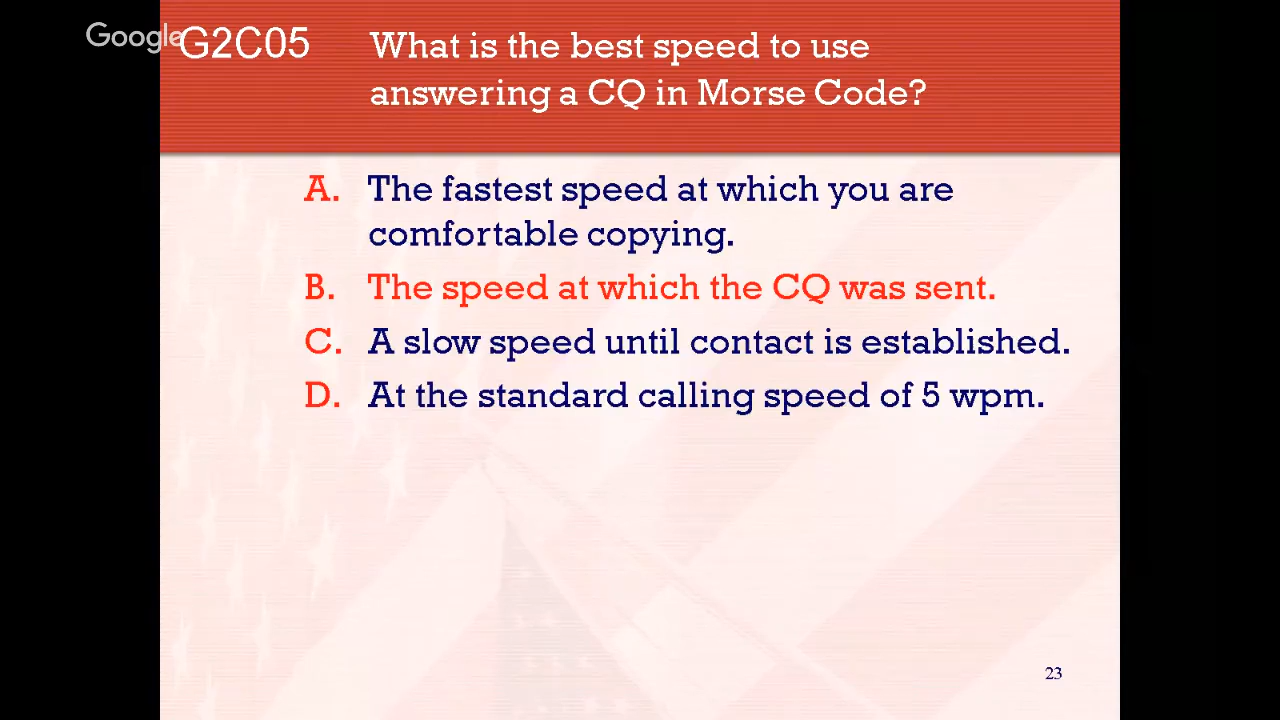 Google
G2C05 What is the best speed to use
answering a CQ in Morse Code?
A. The fastest speed at which you are
comfortable copying.
B. The speed at which the CQ was sent.
C. A slow speed until contact is established.
D. At the standard calling speed of 5 wpm.
23